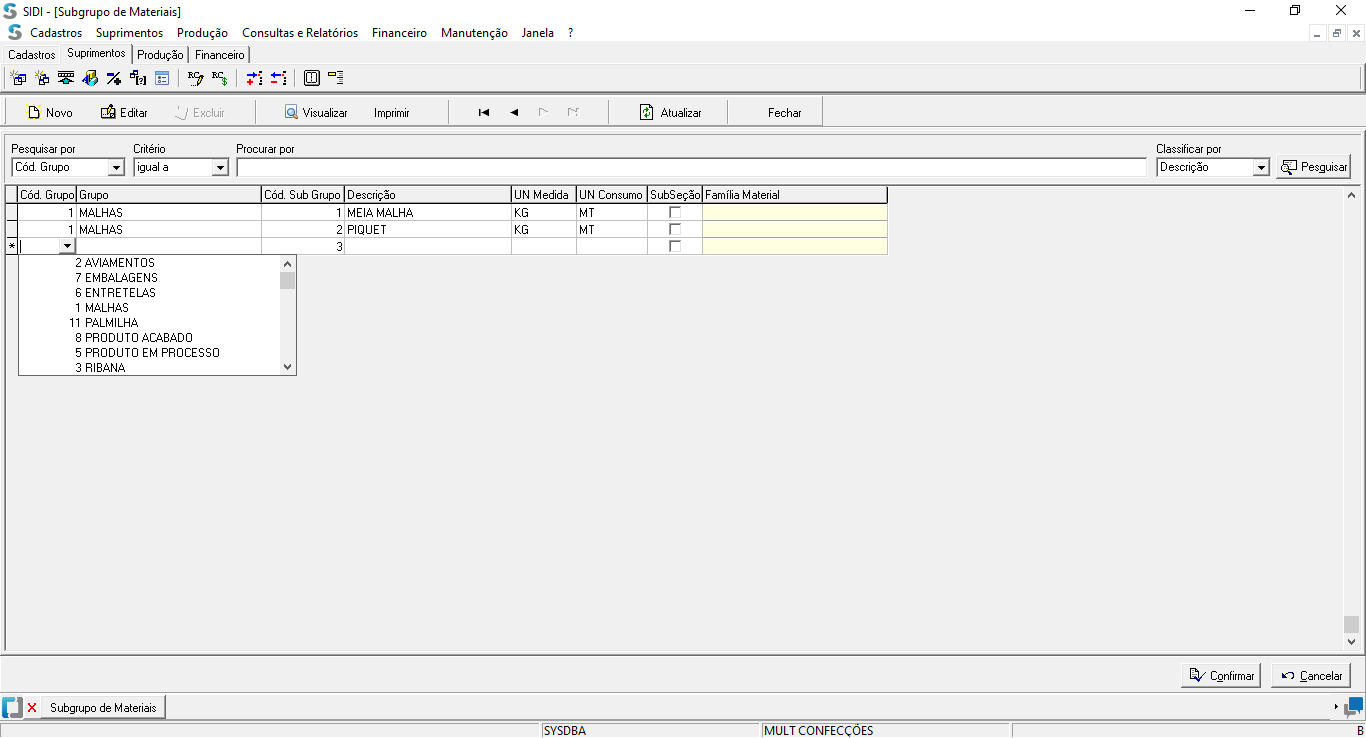 SIDI - [Subgrupo de Materiais]
Cadastros Suprimentos Produção Consultas e Relatórios Financeiro Manutenção Janela ?
Cadastros Suprimentos Produção Financeiro
Novo Editar Excluir Visualizar Imprimir Atualizar Fechar
Pesquisar por Critério Procurar por Classificar por
Cód. Grupo igual a Descrição Pesquisar
Cód. Grupo Grupo Cód. Sub Grupo Descrição UN Medida UN Consumo SubSeção Família Material
1 MALHAS 1 MEIA MALHA KG MT
1 MALHAS 2 PIQUET KG MT
* 3
2 AVIAMENTOS
7 EMBALAGENS
6 ENTRETELAS
1 MALHAS
11 PALMILHA
8 PRODUTO ACABADO
5 PRODUTO EM PROCESSO
3 RIBANA
Confirmar Cancelar
Subgrupo de Materiais
SYSDBA MULT CONFECÇÕES B